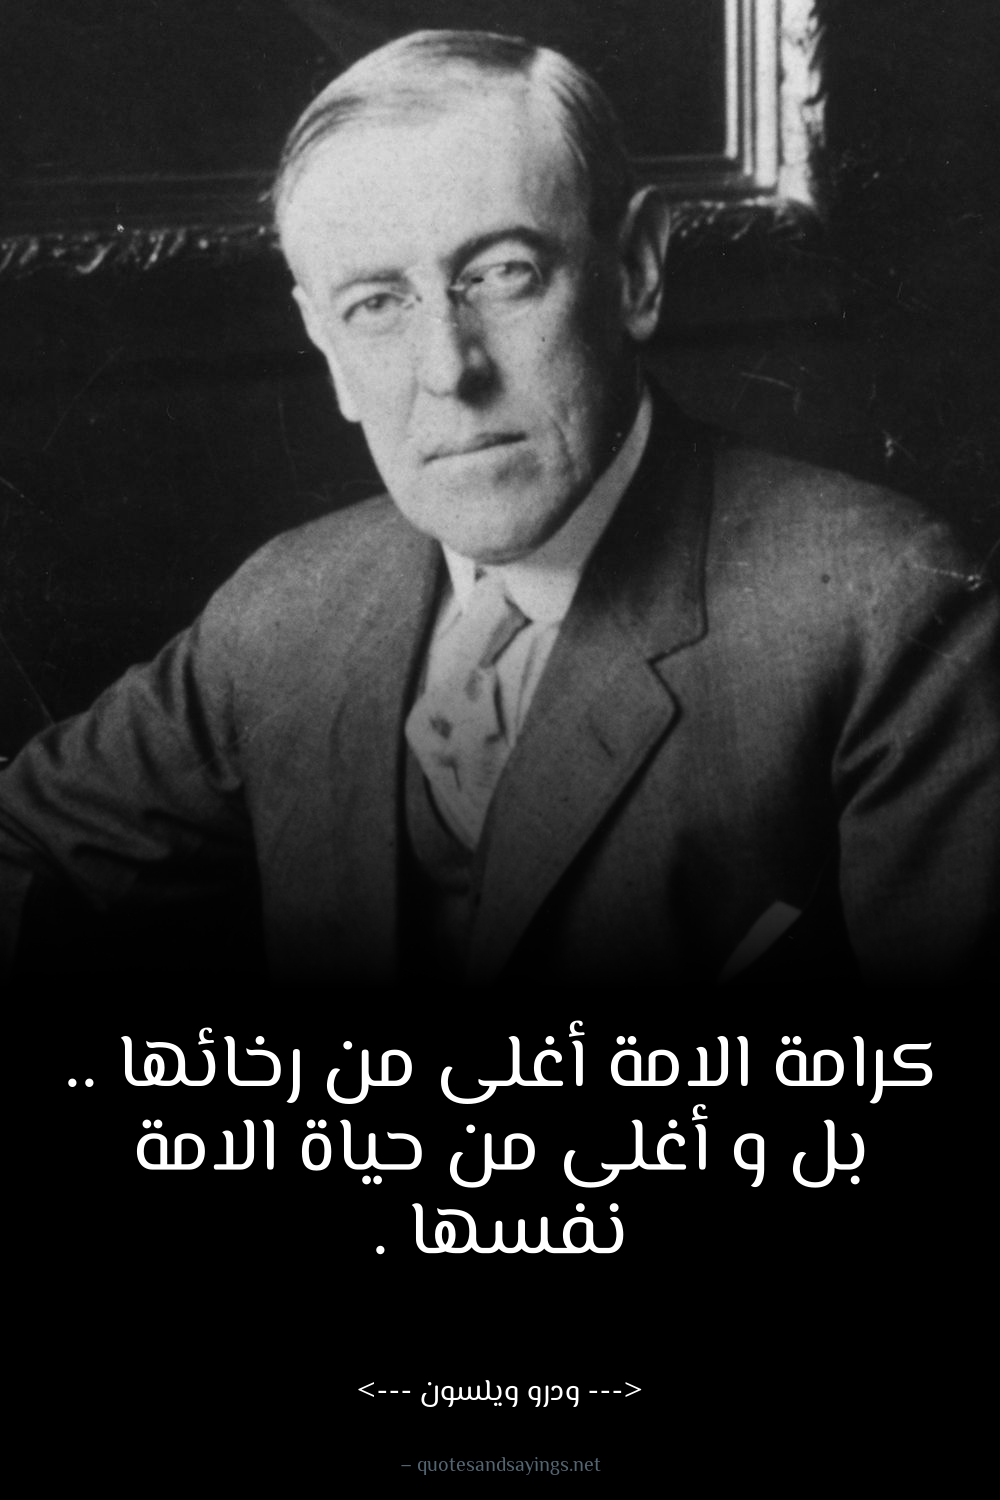 كرامة الامة أغلى من رخائها ..
بل و أغلى من حياة الامة
نفسها .
<--- ودرو ويلسون --->
– quotesandsayings.net